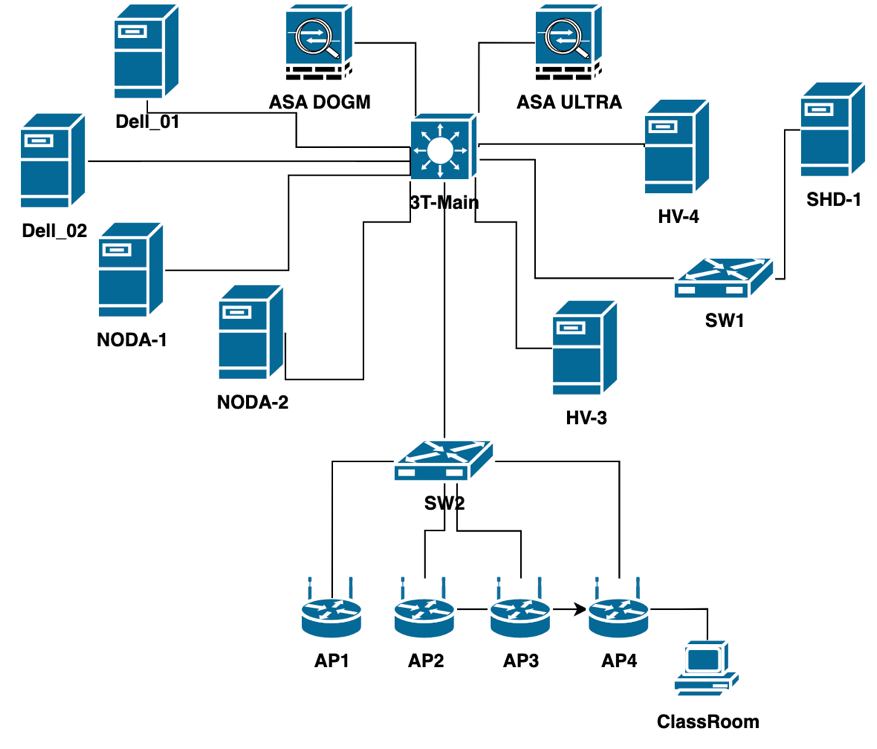 Dell_01
ASA DOGM
ASA ULTRA
Dell_02
3T-Main
HV-4
SHD-1
NODA-1
SW1
NODA-2
HV-3
SW2
AP1
AP2
AP3
AP4
ClassRoom